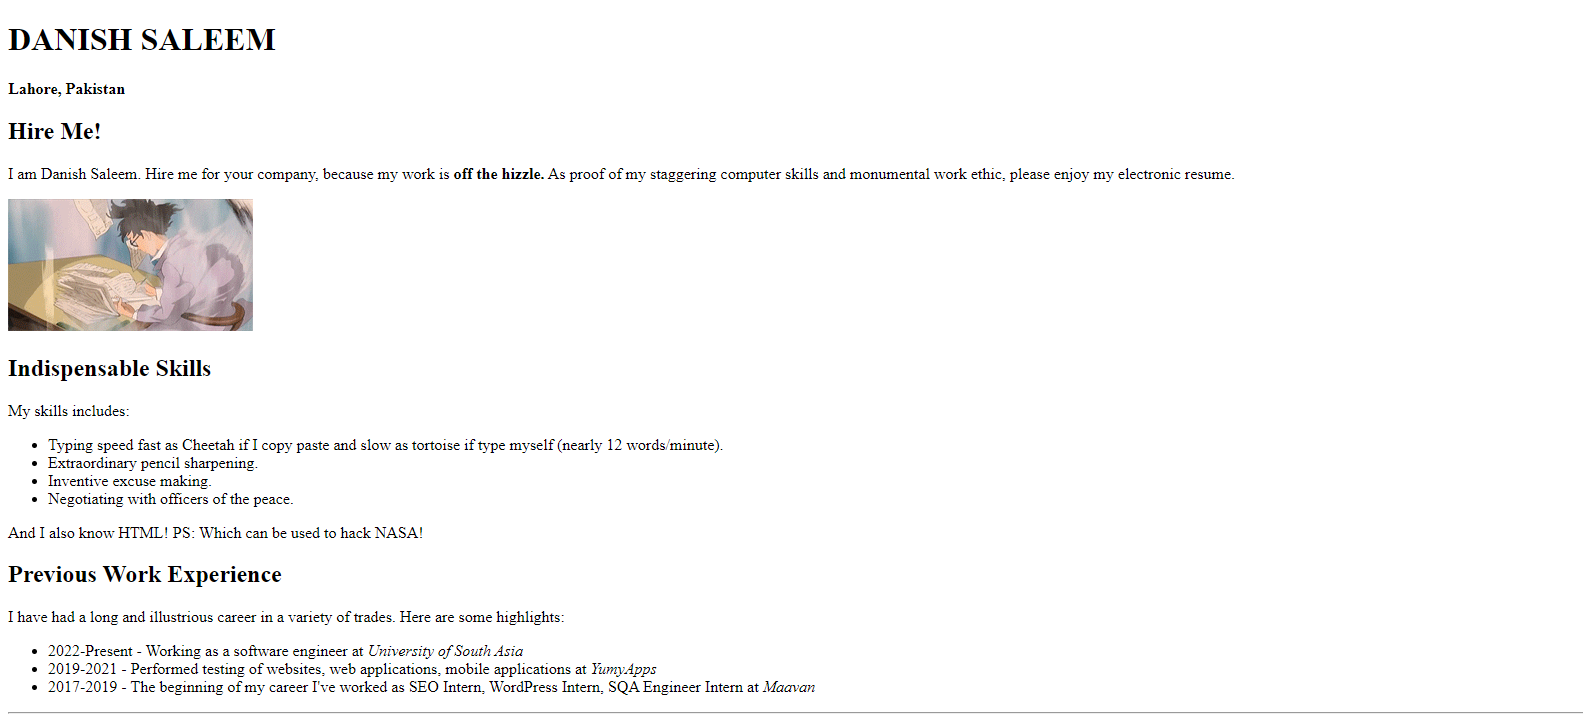 DANISH SALEEM
Lahore, Pakistan
Hire Me!
I am Danish Saleem. Hire me for your company, because my work is off the hizzle. As proof of my staggering computer skills and monumental work ethic, please enjoy my electronic resume.
Indispensable Skills
My skills includes:
• Typing speed fast as Cheetah if I copy paste and slow as tortoise if type myself (nearly 12 words/minute).
• Extraordinary pencil sharpening.
• Inventive excuse making.
• Negotiating with officers of the peace.
And I also know HTML! PS: Which can be used to hack NASA!
Previous Work Experience
I have had a long and illustrious career in a variety of trades. Here are some highlights:
• 2022-Present - Working as a software engineer at University of South Asia
• 2019-2021 - Performed testing of websites, web applications, mobile applications at YumyApps
• 2017-2019 - The beginning of my career I've worked as SEO Intern, WordPress Intern, SQA Engineer Intern at Maavan